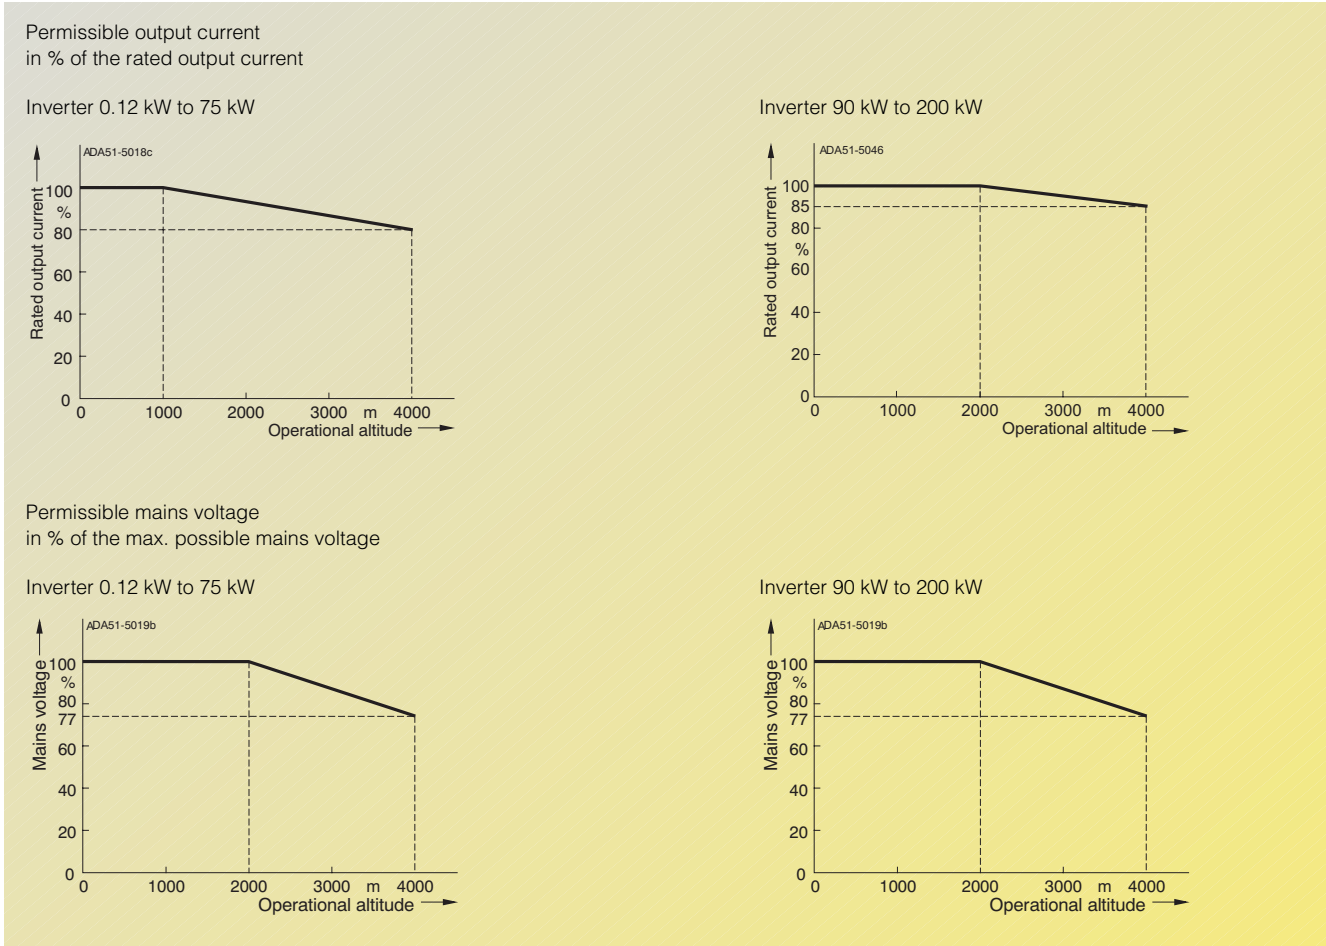 Permissible output current
in % of the rated output current
Inverter 0.12 kW to 75 kW
ADA51-5018c
Rated output current
100
%
80
60
40
20
0
0 1000 2000 3000 m 4000
Operational altitude
Inverter 90 kW to 200 kW
ADA51-5046
Rated output current
100
85
80
%
60
40
20
0
0 1000 2000 3000 m 4000
Operational altitude
Permissible mains voltage
in % of the max. possible mains voltage
Inverter 0.12 kW to 75 kW
ADA51-5019b
Mains voltage
100
%
80
77
60
40
20
0
0 1000 2000 3000 m 4000
Operational altitude
Inverter 90 kW to 200 kW
ADA51-5019b
Mains voltage
100
%
80
77
60
40
20
0
0 1000 2000 3000 m 4000
Operational altitude